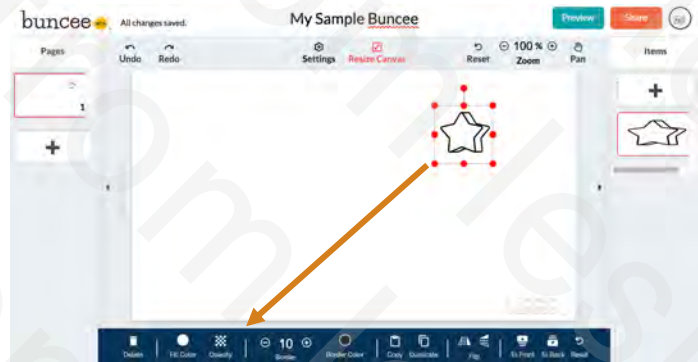 buncee
All changes saved.
My Sample Buncee
Preview
Share
Pages
Undo
Redo
Settings
Resize Canvas
Reset
100 %
Zoom
Pan
Items
1
Delete
Fill Color
Opacity
10
Border
Border Color
Copy
Duplicate
Flip
To Front
To Back
Reset